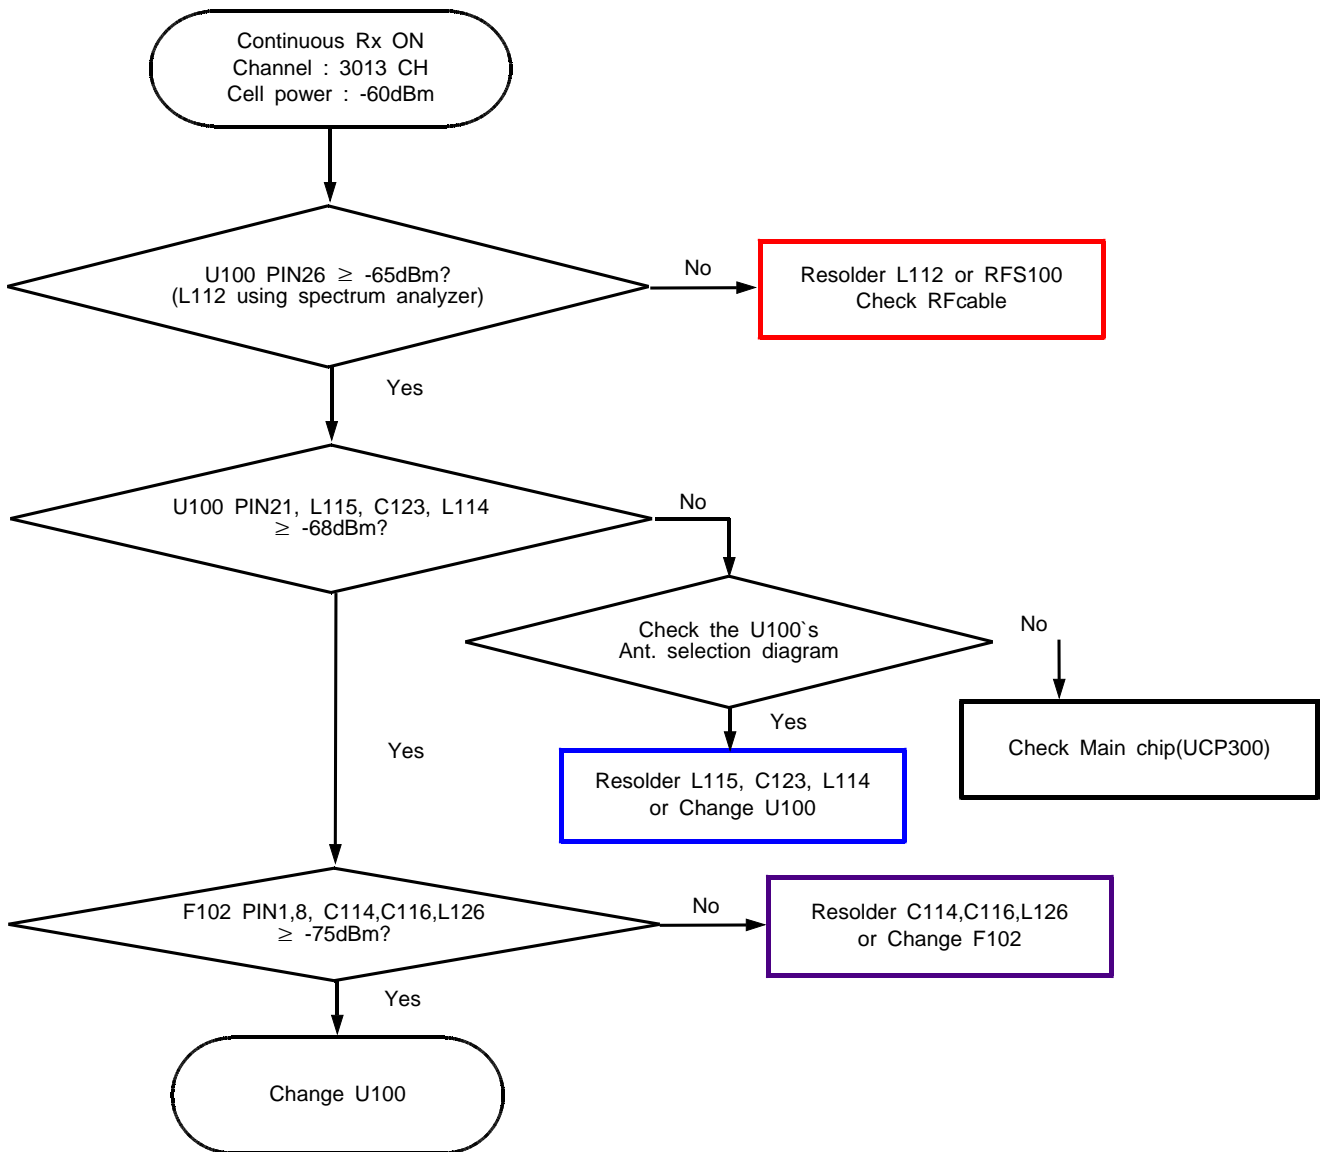 Continuous Rx ON
Channel : 3013 CH
Cell power : -60dBm
U100 PIN26 ≥ -65dBm?
(L112 using spectrum analyzer)
No
Resolder L112 or RFS100
Check RFcable
Yes
U100 PIN21, L115, C123, L114
≥ -68dBm?
No
Check the U100`s
Ant. selection diagram
No
Yes
Check Main chip(UCP300)
Yes
Resolder L115, C123, L114
or Change U100
F102 PIN1,8, C114,C116,L126
≥ -75dBm?
No
Resolder C114,C116,L126
or Change F102
Yes
Change U100